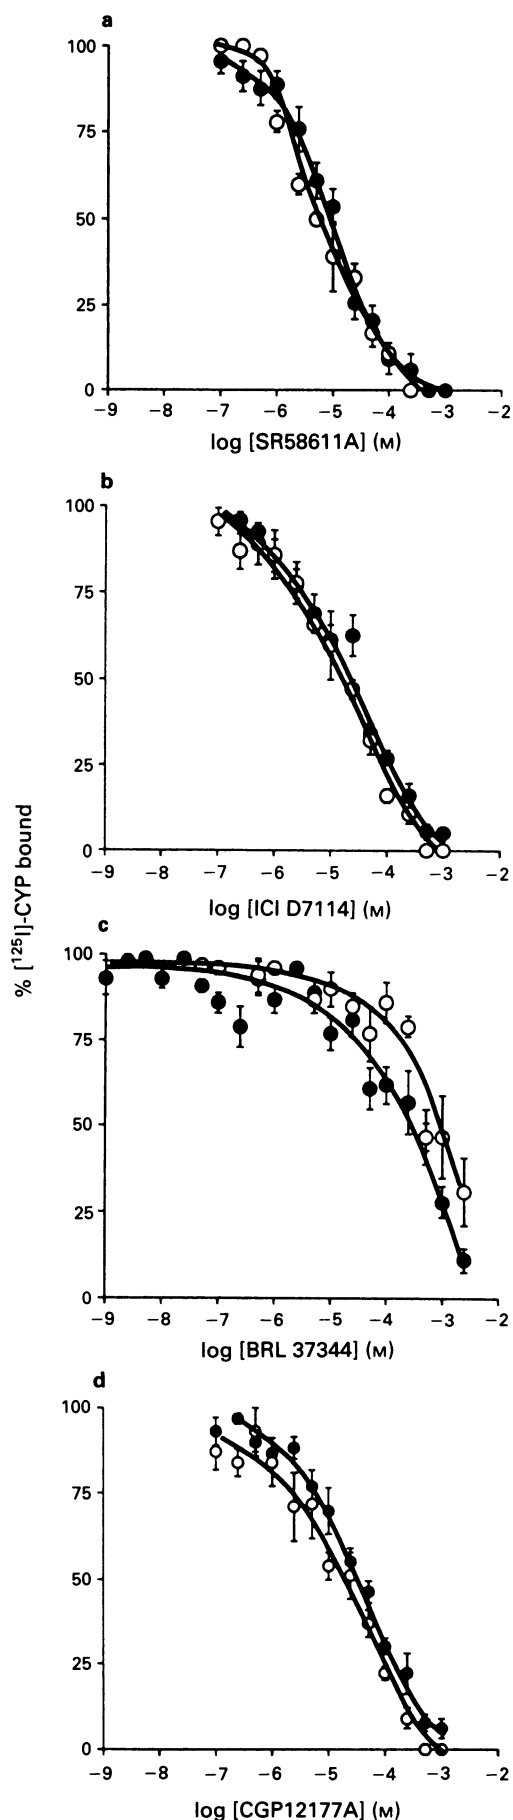 a
100
75
50
25
0
−9 −8 −7 −6 −5 −4 −3 −2
log [SR58611A] (M)
b
100
75
50
25
0
−9 −8 −7 −6 −5 −4 −3 −2
log [ICI D7114] (M)
% [¹²⁵I]-CYP bound
c
100
75
50
25
0
−9 −8 −7 −6 −5 −4 −3 −2
log [BRL 37344] (M)
d
100
75
50
25
0
−9 −8 −7 −6 −5 −4 −3 −2
log [CGP12177A] (M)